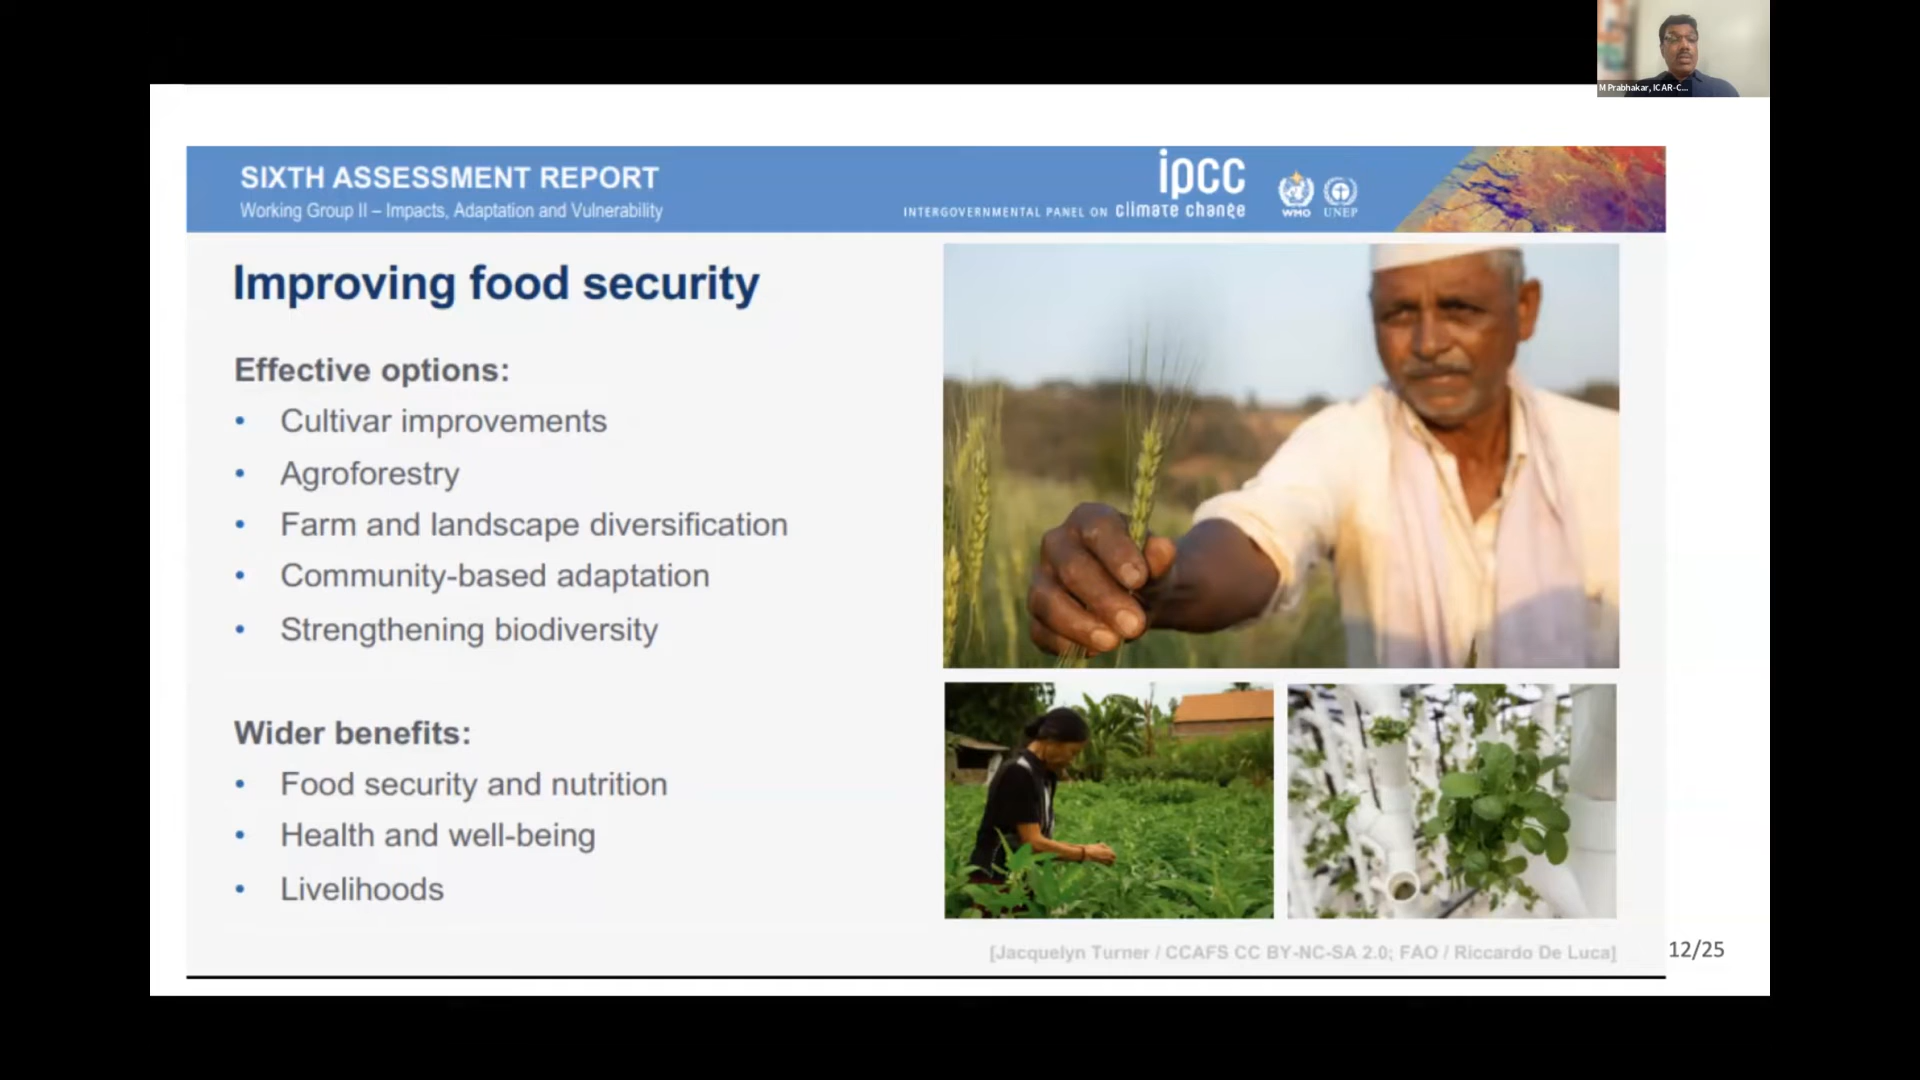 M Prabhakar, ICAR-C...
SIXTH ASSESSMENT REPORT
Working Group II – Impacts, Adaptation and Vulnerability
ipcc
INTERGOVERNMENTAL PANEL ON climate change
WMO
UNEP
Improving food security
Effective options:
• Cultivar improvements
• Agroforestry
• Farm and landscape diversification
• Community-based adaptation
• Strengthening biodiversity
Wider benefits:
• Food security and nutrition
• Health and well-being
• Livelihoods
[Jacquelyn Turner / CCAFS CC BY-NC-SA 2.0; FAO / Riccardo De Luca]
12/25